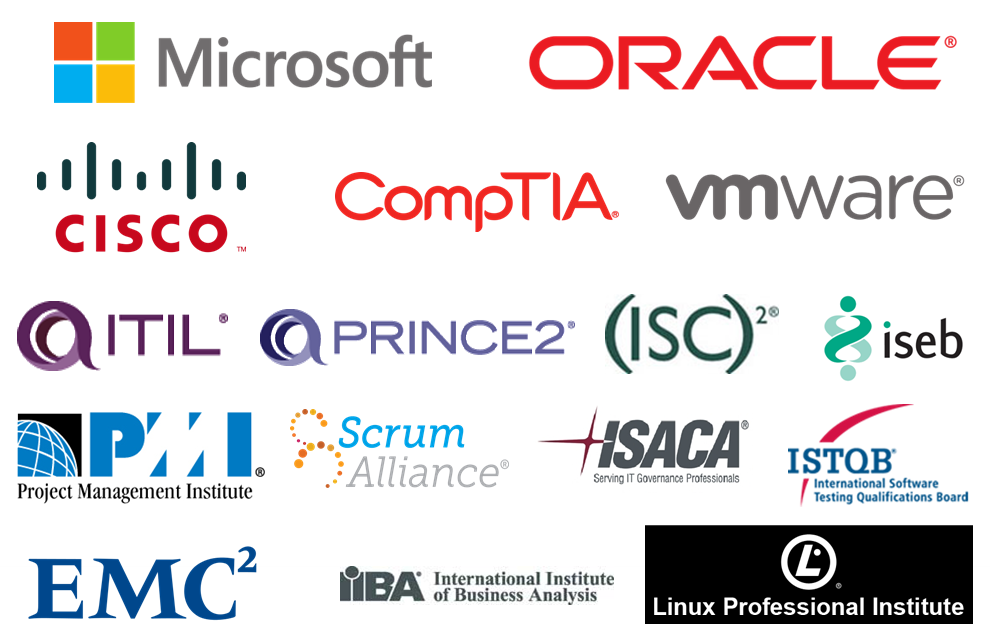 Microsoft
ORACLE®
CISCO™
CompTIA®
vmware®
ITIL®
PRINCE2®
(ISC)²®
iseb
PMI®
Project Management Institute
Scrum
Alliance®
ISACA®
Serving IT Governance Professionals
ISTQB®
International Software
Testing Qualifications Board
EMC²
IIBA®
International Institute
of Business Analysis
L®
Linux Professional Institute